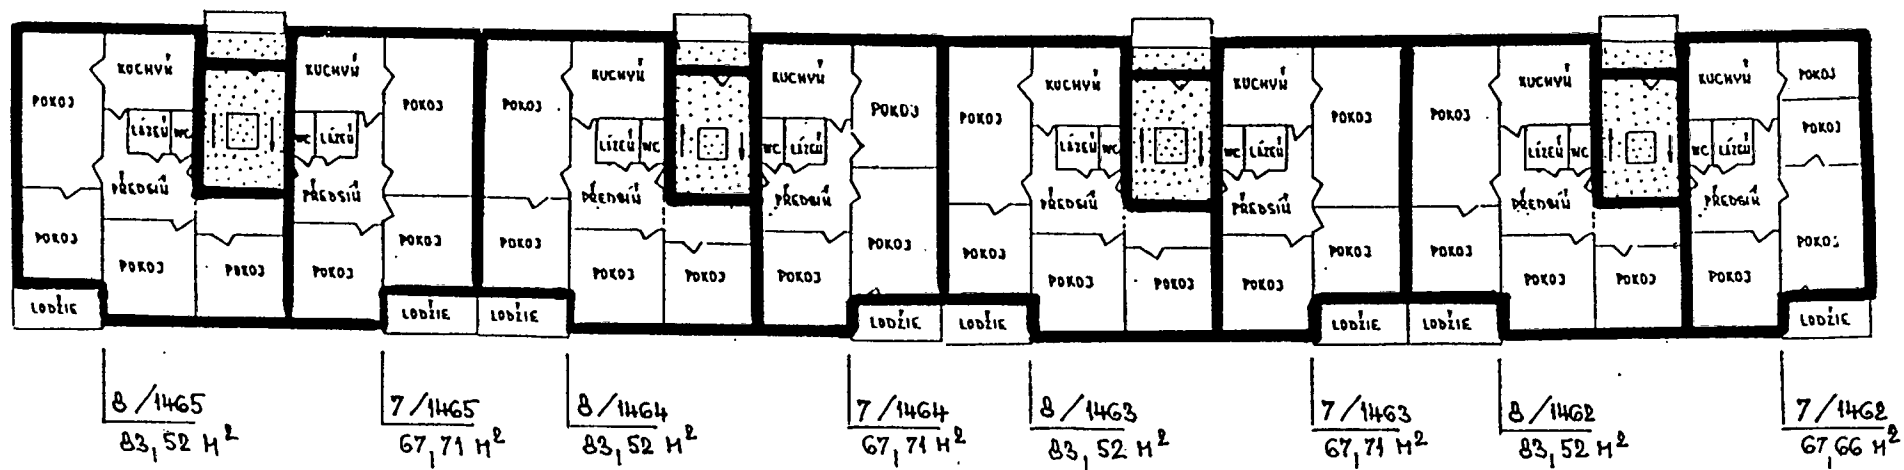 POKOJ KUCHYŇ KUCHYŇ POKOJ POKOJ KUCHYŇ KUCHYŇ POKOJ POKOJ KUCHYŇ KUCHYŇ POKOJ POKOJ KUCHYŇ KUCHYŇ POKOJ
LÁZEŇ WC WC LÁZEŇ LÁZEŇ WC WC LÁZEŇ LÁZEŇ WC WC LÁZEŇ LÁZEŇ WC WC LÁZEŇ POKOJ
PŘEDSÍŇ PŘEDSÍŇ PŘEDSÍŇ PŘEDSÍŇ PŘEDSÍŇ PŘEDSÍŇ PŘEDSÍŇ PŘEDSÍŇ
POKOJ POKOJ POKOJ POKOJ POKOJ POKOJ POKOJ POKOJ
POKOJ POKOJ POKOJ POKOJ POKOJ POKOJ POKOJ POKOJ POKOJ POKOJ POKOJ POKOJ
LODŽIE LODŽIE LODŽIE LODŽIE LODŽIE LODŽIE LODŽIE LODŽIE
8/1465 7/1465 8/1464 7/1464 8/1463 7/1463 8/1462 7/1462
83,52 M² 67,71 M² 83,52 M² 67,71 M² 83,52 M² 67,71 M² 83,52 M² 67,66 M²